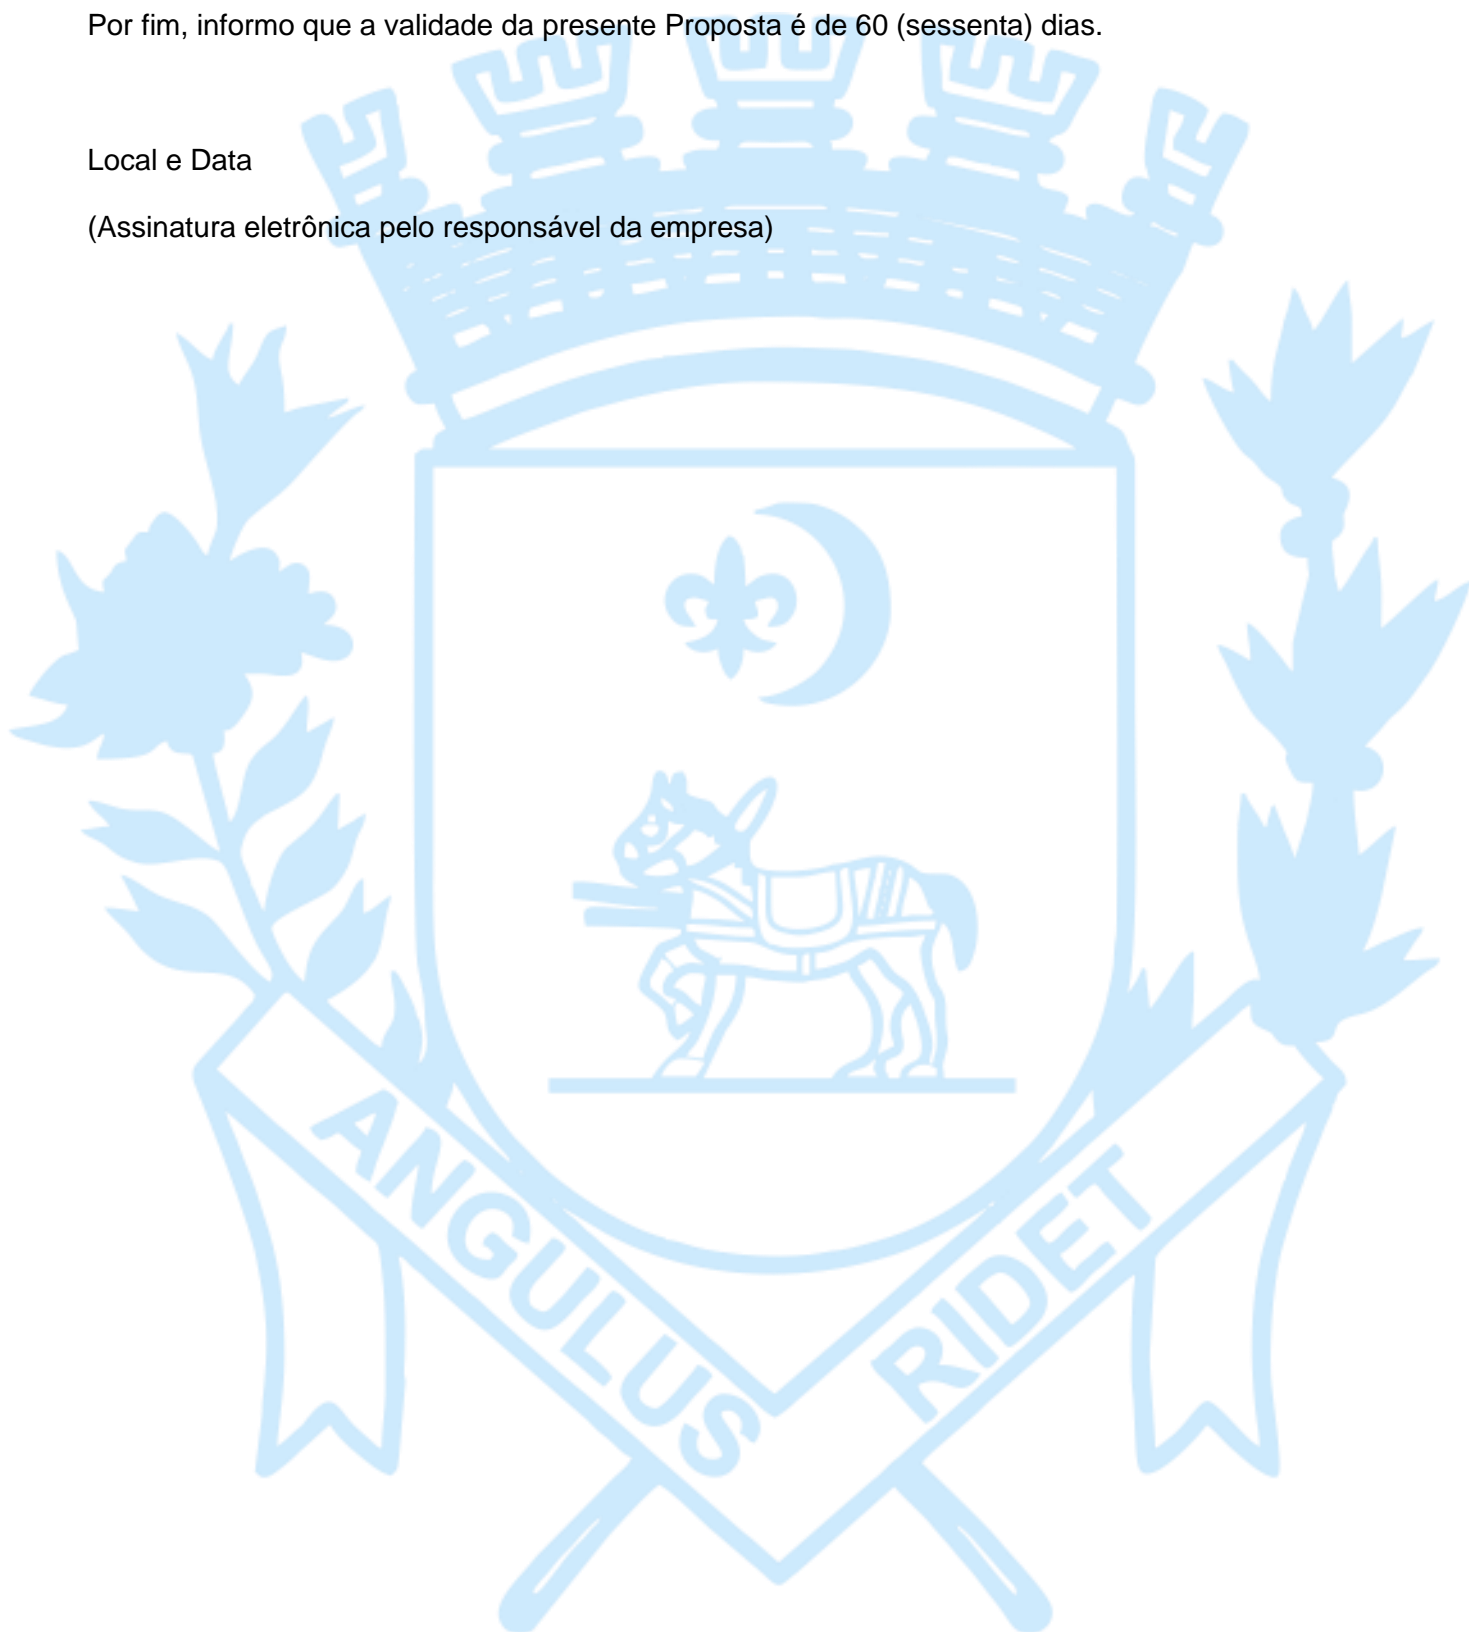 Por fim, informo que a validade da presente Proposta é de 60 (sessenta) dias.
Local e Data
(Assinatura eletrônica pelo responsável da empresa)
ANGULUS RIDET